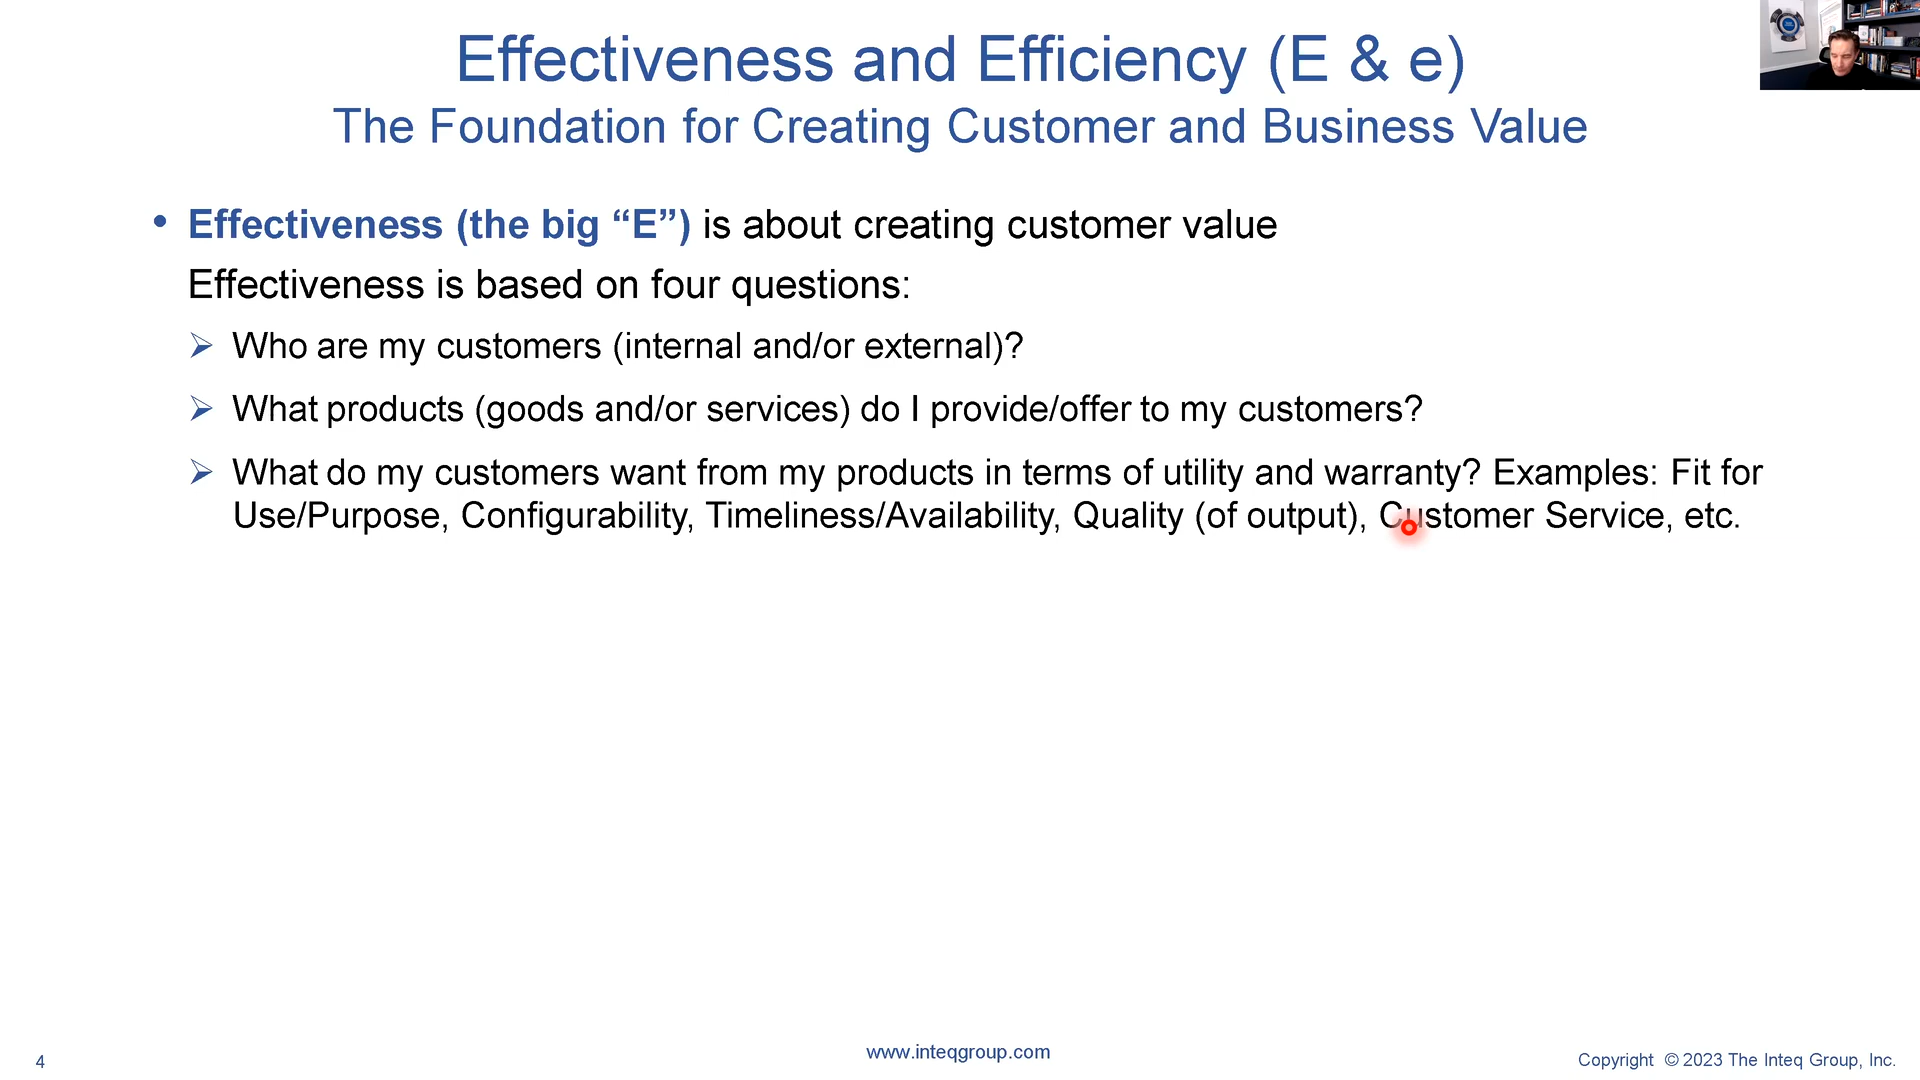 Effectiveness and Efficiency (E & e)
The Foundation for Creating Customer and Business Value
• Effectiveness (the big “E”) is about creating customer value
Effectiveness is based on four questions:
➢ Who are my customers (internal and/or external)?
➢ What products (goods and/or services) do I provide/offer to my customers?
➢ What do my customers want from my products in terms of utility and warranty? Examples: Fit for
Use/Purpose, Configurability, Timeliness/Availability, Quality (of output), Customer Service, etc.
4
www.inteqgroup.com
Copyright © 2023 The Inteq Group, Inc.